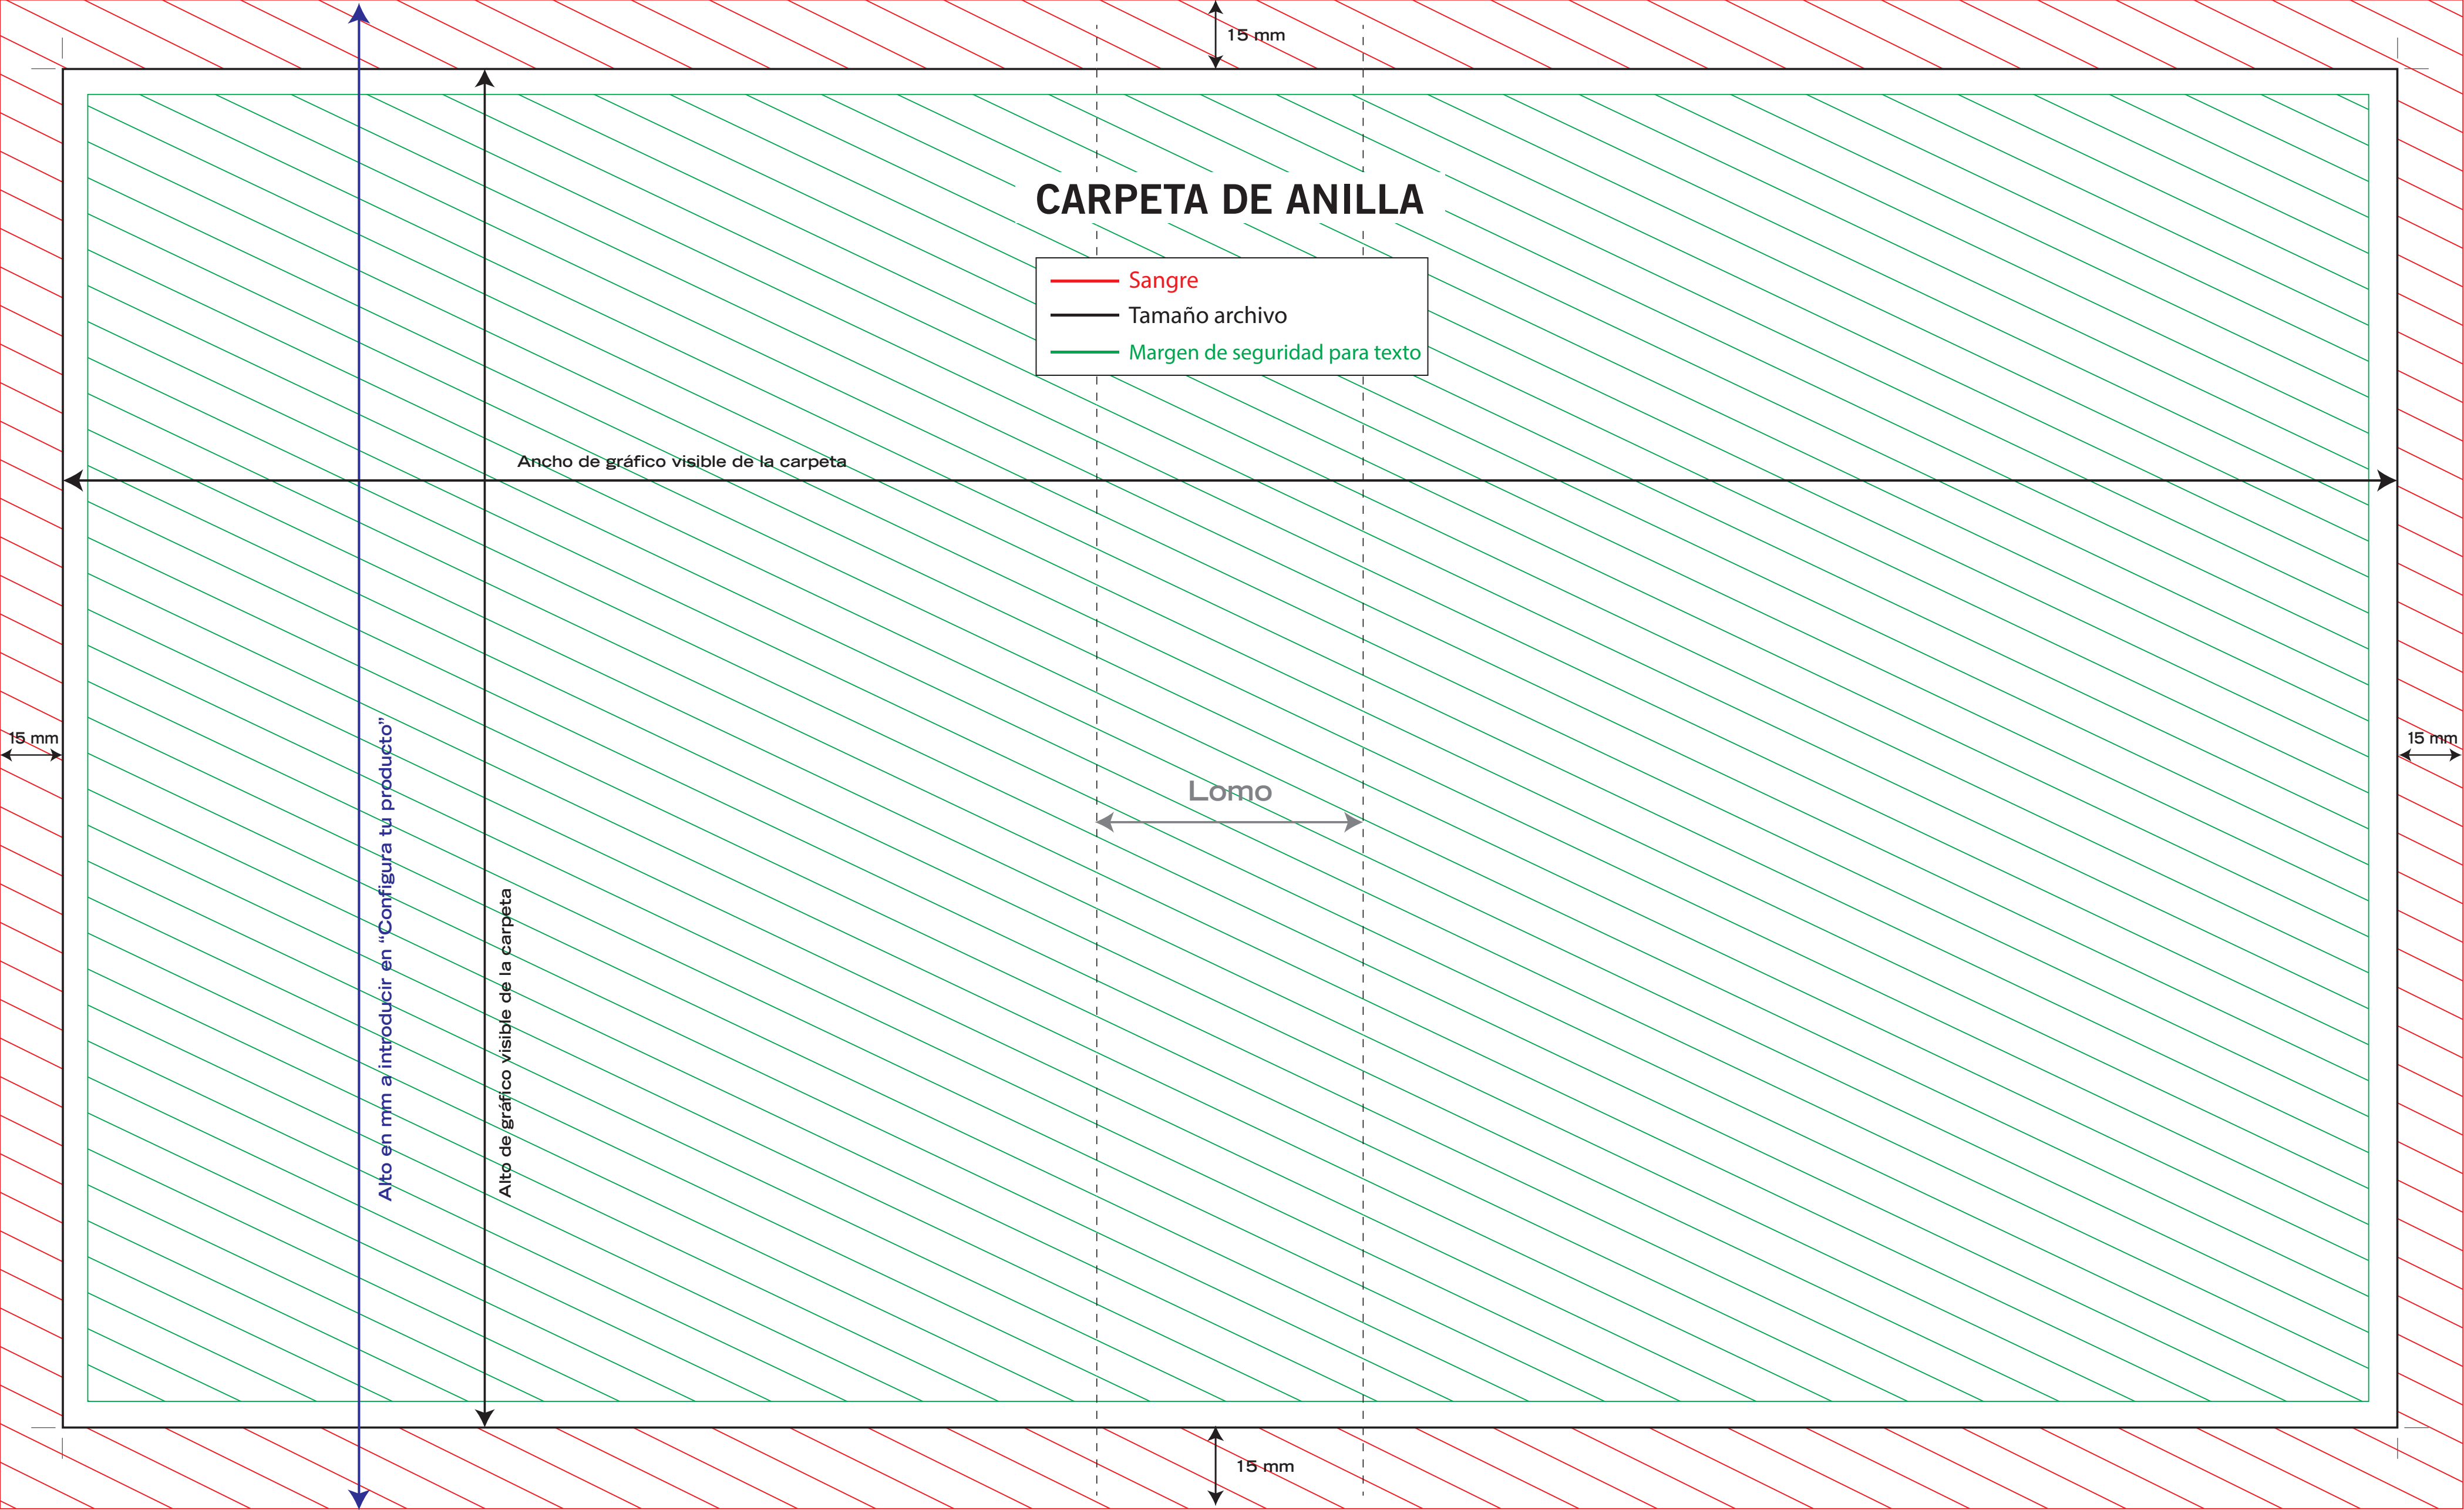 15 mm
CARPETA DE ANILLA
Sangre
Tamaño archivo
Margen de seguridad para texto
Ancho de gráfico visible de la carpeta
15 mm
15 mm
Lomo
Alto en mm a introducir en “Configura tu producto”
Alto de gráfico visible de la carpeta
15 mm